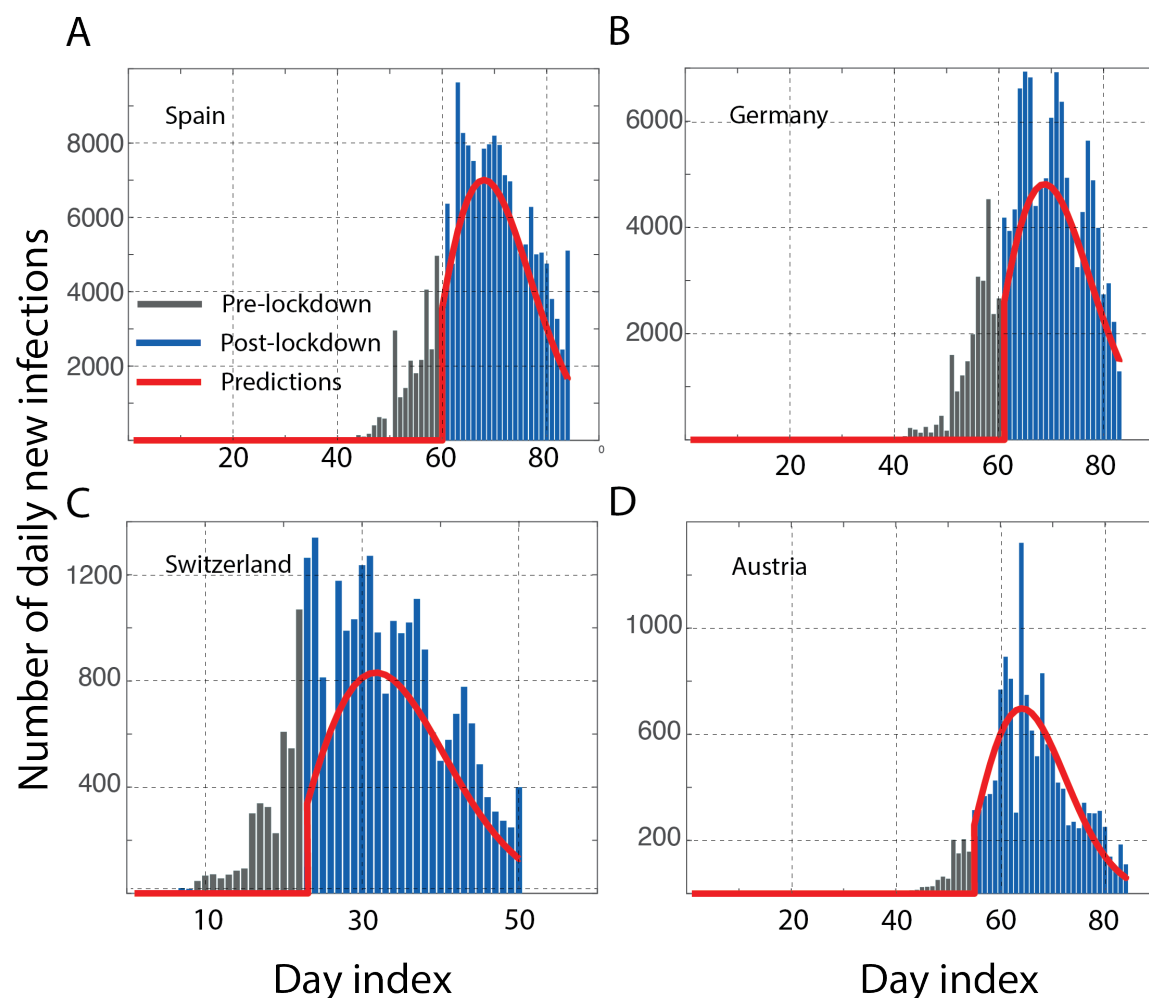 A
Spain
8000
6000
4000
2000
Pre-lockdown
Post-lockdown
Predictions
20
40
60
80
0
B
Germany
6000
4000
2000
20
40
60
80
C
Switzerland
1200
800
400
10
30
50
D
Austria
1000
600
200
20
40
60
80
Number of daily new infections
Day index
Day index